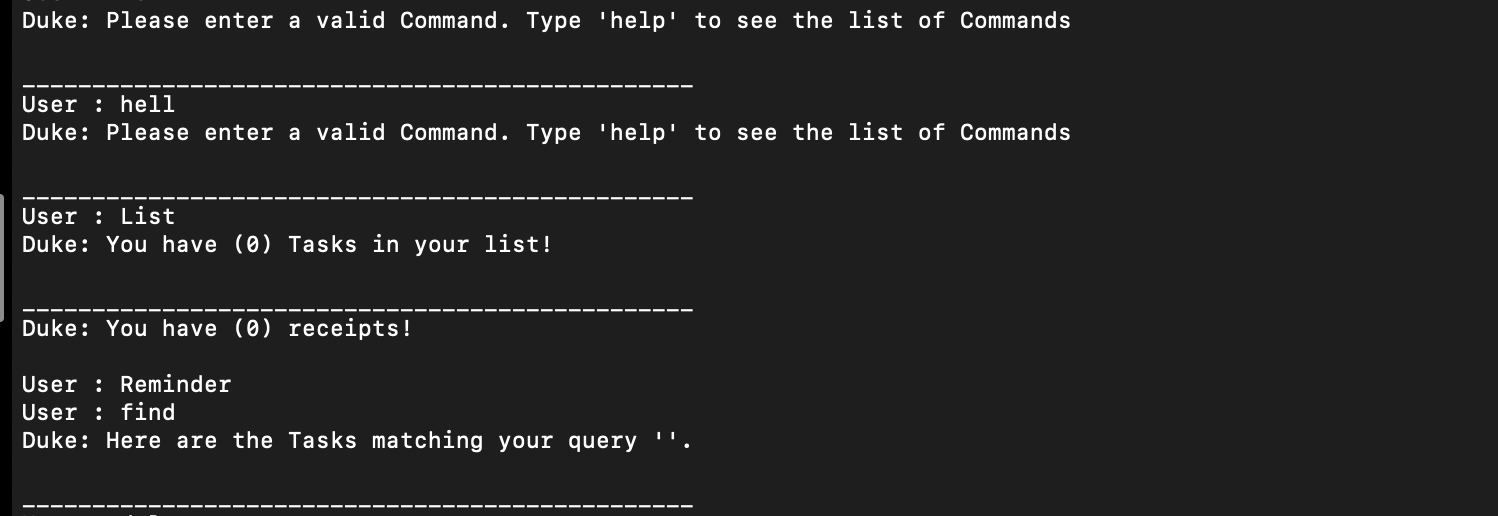 Duke: Please enter a valid Command. Type 'help' to see the list of Commands
________________________________________________
User : hell
Duke: Please enter a valid Command. Type 'help' to see the list of Commands
________________________________________________
User : List
Duke: You have (0) Tasks in your list!
________________________________________________
Duke: You have (0) receipts!
User : Reminder
User : find
Duke: Here are the Tasks matching your query ''.
________________________________________________